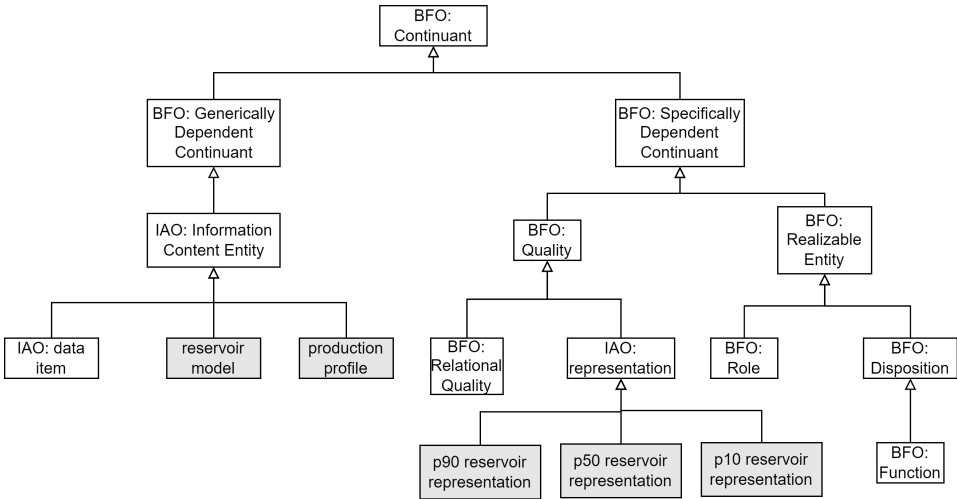 BFO:
Continuant
BFO: Generically
Dependent
Continuant
BFO: Specifically
Dependent
Continuant
IAO: Information
Content Entity
BFO:
Quality
BFO:
Realizable
Entity
IAO: data
item
reservoir
model
production
profile
BFO:
Relational
Quality
IAO:
representation
BFO:
Role
BFO:
Disposition
p90 reservoir
representation
p50 reservoir
representation
p10 reservoir
representation
BFO:
Function